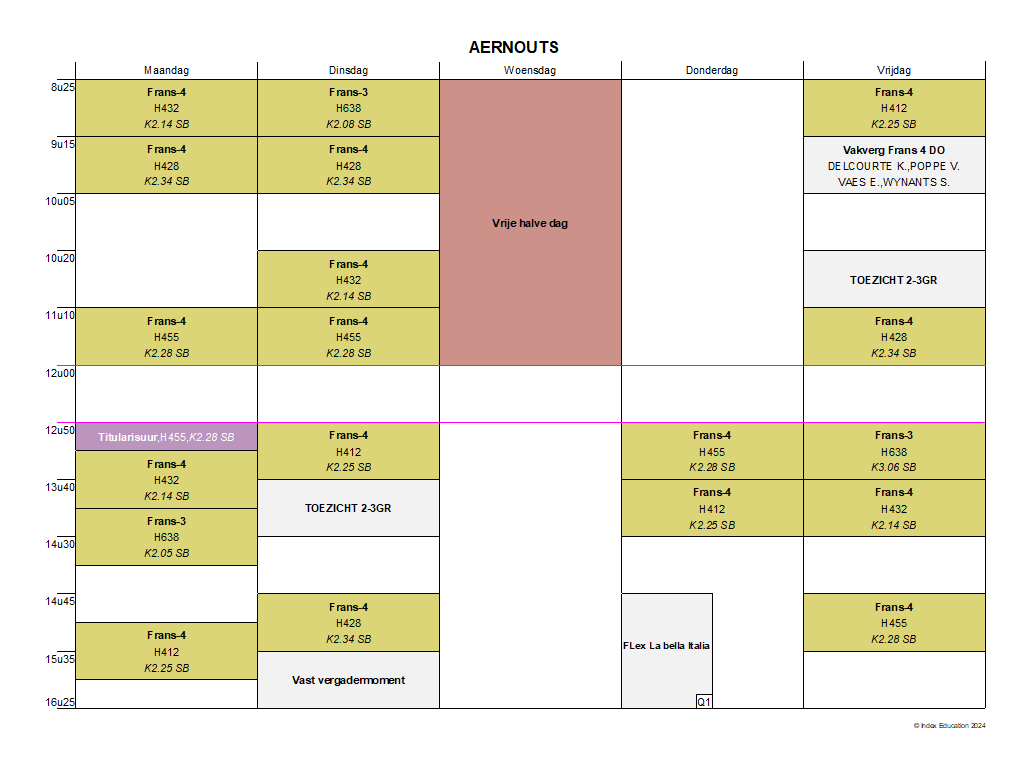 AERNOUTS
Maandag
Dinsdag
Woensdag
Donderdag
Vrijdag
8u25
9u15
10u05
10u20
11u10
12u00
12u50
13u40
14u30
14u45
15u35
16u25
Frans-4
H432
K2.14 SB
Frans-4
H428
K2.34 SB
Frans-4
H455
K2.28 SB
Titularisuur,H455,K2.28 SB
Frans-4
H432
K2.14 SB
Frans-3
H638
K2.05 SB
Frans-4
H412
K2.25 SB
Frans-3
H638
K2.08 SB
Frans-4
H428
K2.34 SB
Frans-4
H432
K2.14 SB
Frans-4
H455
K2.28 SB
Frans-4
H412
K2.25 SB
TOEZICHT 2-3GR
Frans-4
H428
K2.34 SB
Vast vergadermoment
Vrije halve dag
Frans-4
H455
K2.28 SB
Frans-4
H412
K2.25 SB
FLex La bella Italia
Q1
Frans-4
H412
K2.25 SB
Vakverg Frans 4 DO
DELCOURTE K.,POPPE V.
VAES E.,WYNANTS S.
TOEZICHT 2-3GR
Frans-4
H428
K2.34 SB
Frans-3
H638
K3.06 SB
Frans-4
H432
K2.14 SB
Frans-4
H455
K2.28 SB
© Index Education 2024